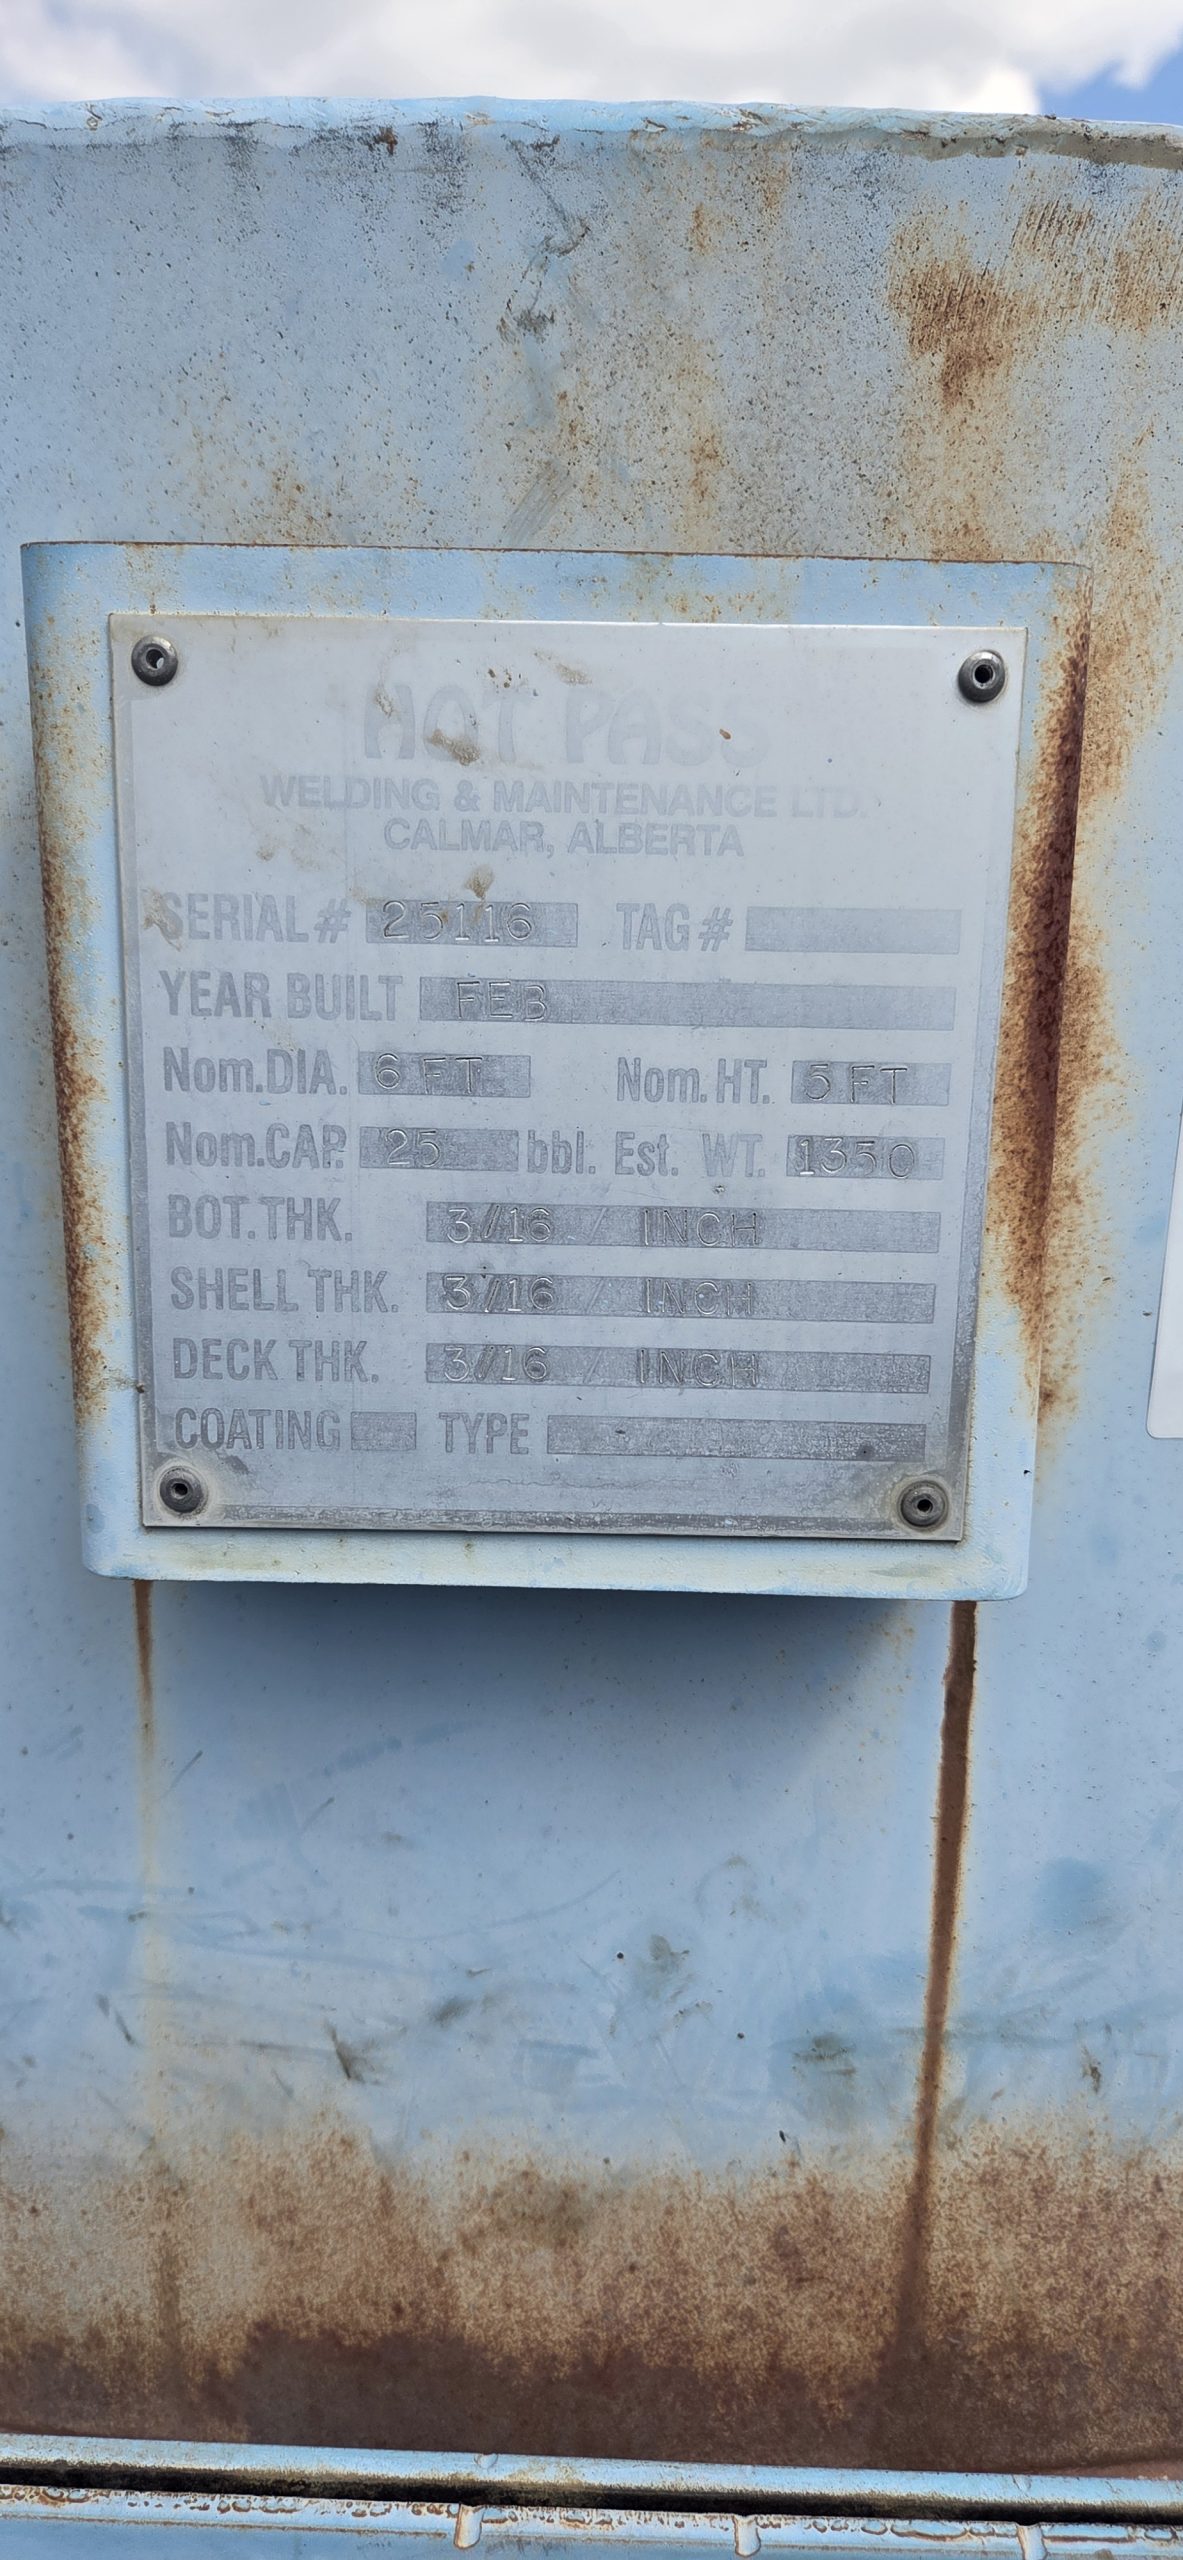 HOT PASS
WELDING & MAINTENANCE LTD.
CALMAR, ALBERTA
SERIAL # 25116 TAG #
YEAR BUILT FEB
Nom.DIA. 6 FT Nom.HT. 5 FT
Nom.CAP. 25 bbl. Est. WT. 1350
BOT.THK. 3/16 / INCH
SHELL THK. 3/16 / INCH
DECK THK. 3/16 / INCH
COATING TYPE